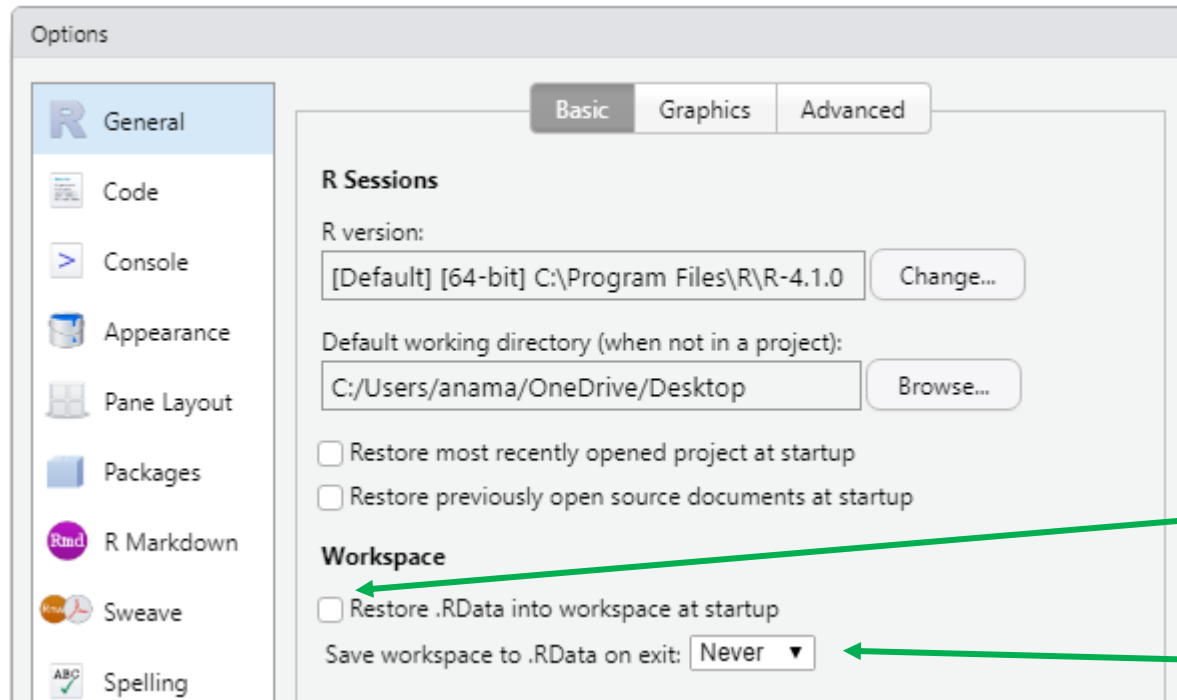 Options
R General
Code
> Console
Appearance
Pane Layout
Packages
Rmd R Markdown
Sweave
ABC Spelling
Basic Graphics Advanced
R Sessions
R version:
[Default] [64-bit] C:\Program Files\R\R-4.1.0 Change...
Default working directory (when not in a project):
C:/Users/anama/OneDrive/Desktop Browse...
Restore most recently opened project at startup
Restore previously open source documents at startup
Workspace
Restore .RData into workspace at startup
Save workspace to .RData on exit: Never